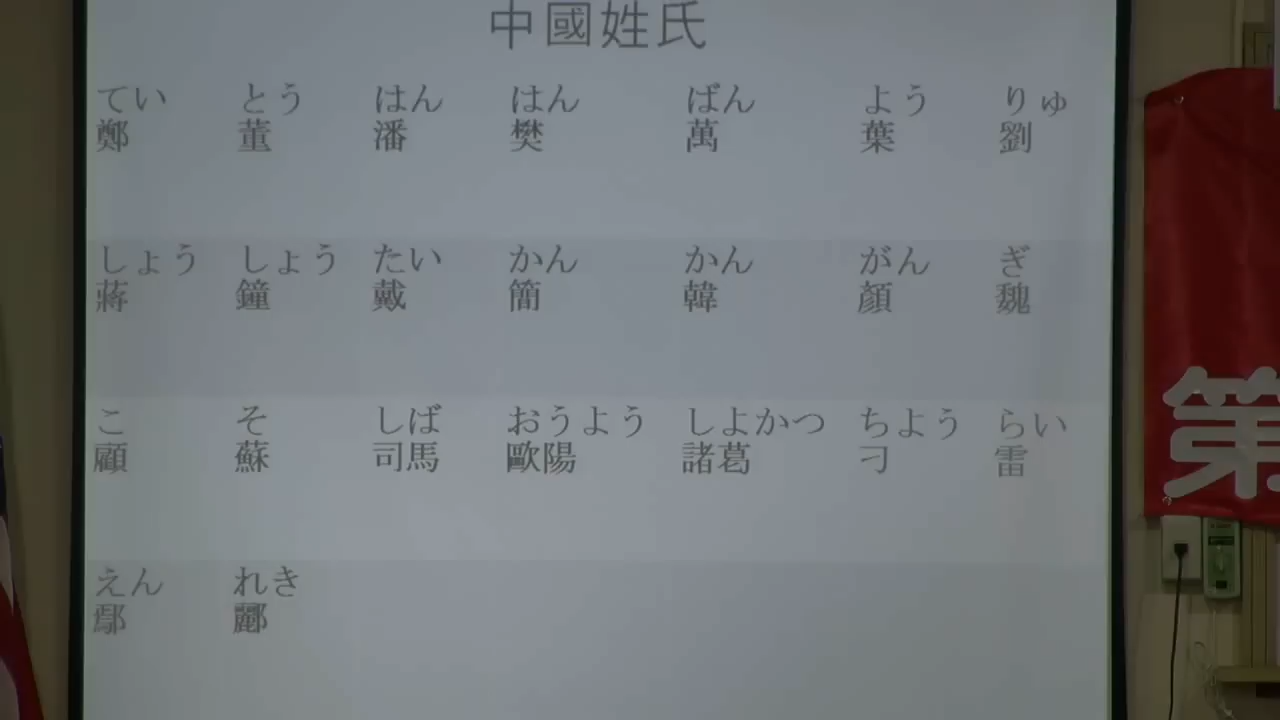 中國姓氏
てい とう はん はん ばん よう りゅ
鄭 董 潘 樊 萬 葉 劉
しょう しょう たい かん かん がん ぎ
蔣 鐘 戴 簡 韓 顏 魏
こ そ しば おうよう しよかつ ちよう らい
顧 蘇 司馬 歐陽 諸葛 刁 雷
えん れき
鄢 酈
第